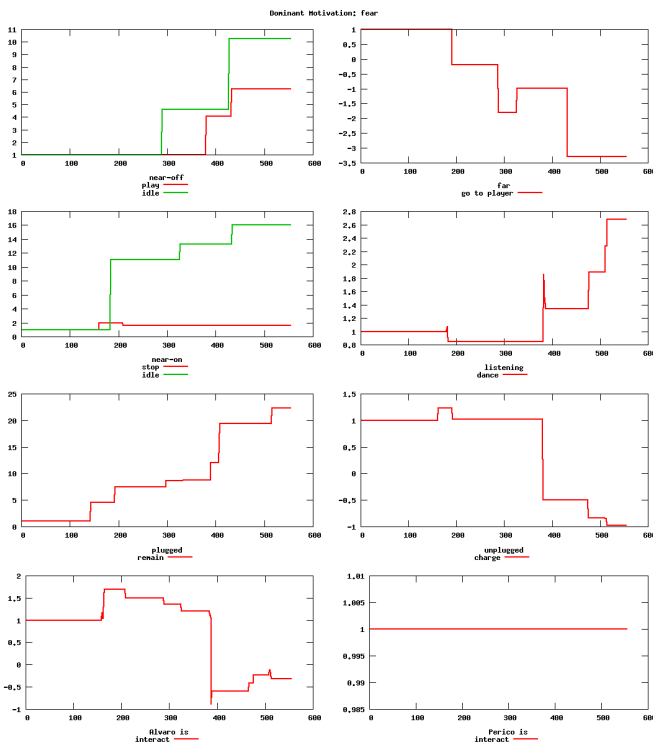 Dominant Motivation: fear
11
10
9
8
7
6
5
4
3
2
1
0 100 200 300 400 500 600
near-off
play
idle
1
0.5
0
-0.5
-1
-1.5
-2
-2.5
-3
-3.5
0 100 200 300 400 500 600
far
go to player
18
16
14
12
10
8
6
4
2
0
0 100 200 300 400 500 600
near-on
stop
idle
2.8
2.6
2.4
2.2
2
1.8
1.6
1.4
1.2
1
0.8
0 100 200 300 400 500 600
listening
dance
25
20
15
10
5
0
0 100 200 300 400 500 600
plugged
remain
1.5
1
0.5
0
-0.5
-1
0 100 200 300 400 500 600
unplugged
charge
2
1.5
1
0.5
0
-0.5
-1
0 100 200 300 400 500 600
Alvaro is
interact
1.01
1.005
1
0.995
0.99
0.985
0 100 200 300 400 500 600
Perico is
interact